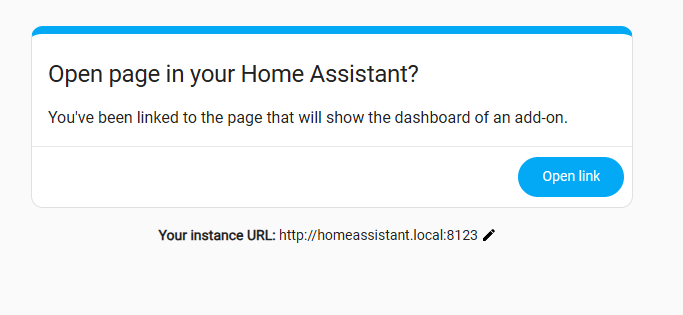 Open page in your Home Assistant?
You've been linked to the page that will show the dashboard of an add-on.
Open link
Your instance URL: http://homeassistant.local:8123